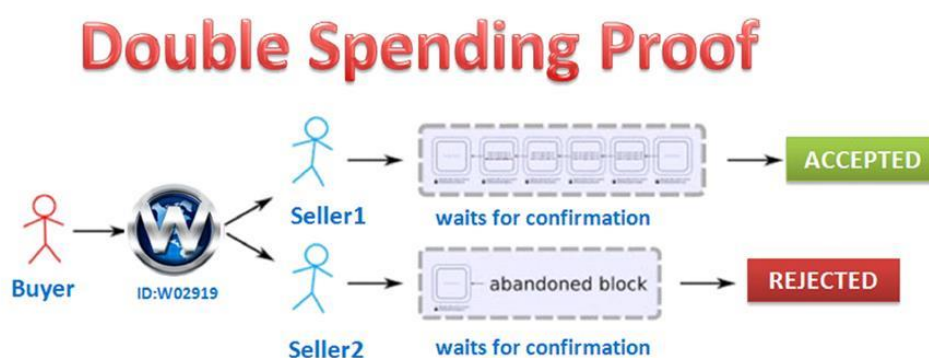 Double Spending Proof
ACCEPTED
Seller1
waits for confirmation
W
Buyer
ID:W02919
abandoned block
REJECTED
Seller2
waits for confirmation